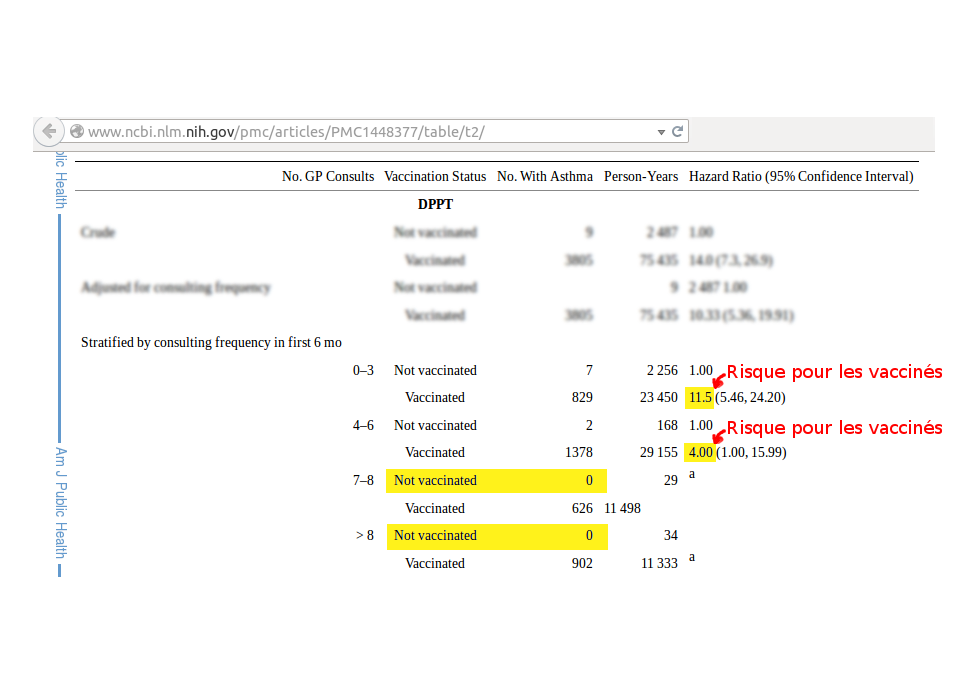 www.ncbi.nlm.nih.gov/pmc/articles/PMC1448377/table/t2/
blic Health
Am J Public Health
No. GP Consults Vaccination Status No. With Asthma Person-Years Hazard Ratio (95% Confidence Interval)
DPPT
Crude Not vaccinated 9 2 487 1.00
Vaccinated 3805 75 435 14.0 (7.3, 26.9)
Adjusted for consulting frequency Not vaccinated 9 2 487 1.00
Vaccinated 3805 75 435 10.33 (5.36, 19.91)
Stratified by consulting frequency in first 6 mo
0–3 Not vaccinated 7 2 256 1.00 Risque pour les vaccinés
Vaccinated 829 23 450 11.5 (5.46, 24.20)
4–6 Not vaccinated 2 168 1.00 Risque pour les vaccinés
Vaccinated 1378 29 155 4.00 (1.00, 15.99)
7–8 Not vaccinated 0 29 a
Vaccinated 626 11 498
> 8 Not vaccinated 0 34
Vaccinated 902 11 333 a